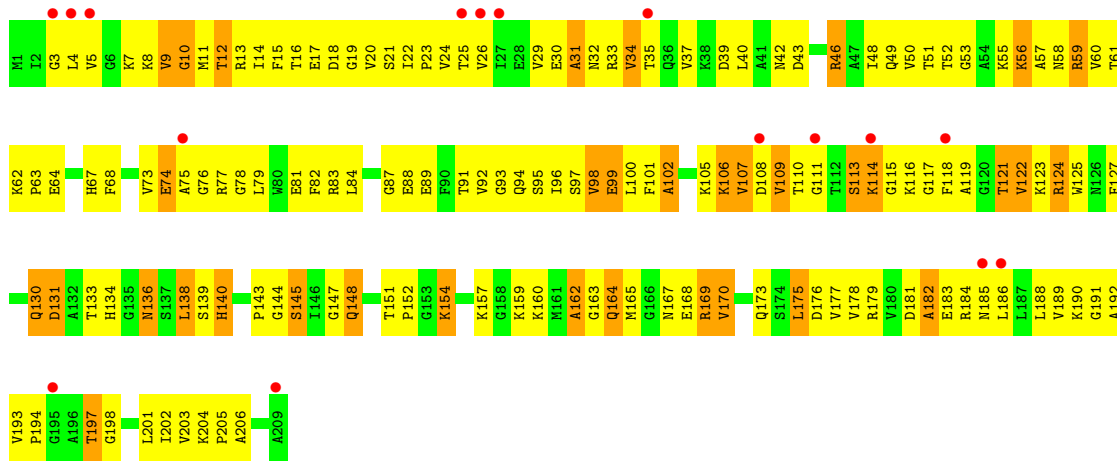 M1 I2 G3 L4 V5 G6 K7 K8 V9 G10 M11 T12 R13 I14 F15 T16 E17 D18 G19 V20 S21 I22 P23 V24 T25 V26 I27 E28 V29 E30 A31 N32 R33 V34 T35 Q36 V37 K38 D39 L40 A41 N42 D43 R46 A47 I48 Q49 V50 T51 T52 G53 A54 K55 K56 A57 N58 R59 V60 T61
K62 P63 E64 H67 F68 V73 E74 A75 G76 R77 G78 L79 W80 E81 F82 R83 L84 G87 E88 E89 F90 T91 V92 G93 Q94 S95 I96 S97 V98 E99 L100 F101 A102 K105 K106 V107 D108 V109 T110 G111 T112 S113 K114 G115 K116 G117 F118 A119 G120 T121 V122 K123 R124 W125 N126 F127
Q130 D131 A132 T133 H134 G135 N136 S137 L138 S139 H140 P143 G144 S145 I146 G147 Q148 T151 P152 G153 K154 K157 G158 K159 K160 M161 A162 G163 Q164 M165 G166 N167 E168 R169 V170 Q173 S174 L175 D176 V177 V178 R179 V180 D181 A182 E183 R184 N185 L186 L187 L188 V189 K190 G191 A192
V193 P194 G195 A196 T197 G198 L201 I202 V203 K204 P205 A206 A209